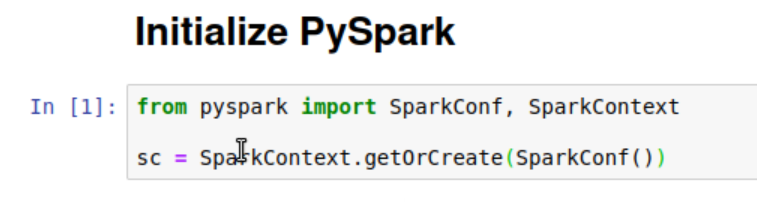 Initialize PySpark
In [1]: from pyspark import SparkConf, SparkContext
sc = SparkContext.getOrCreate(SparkConf())